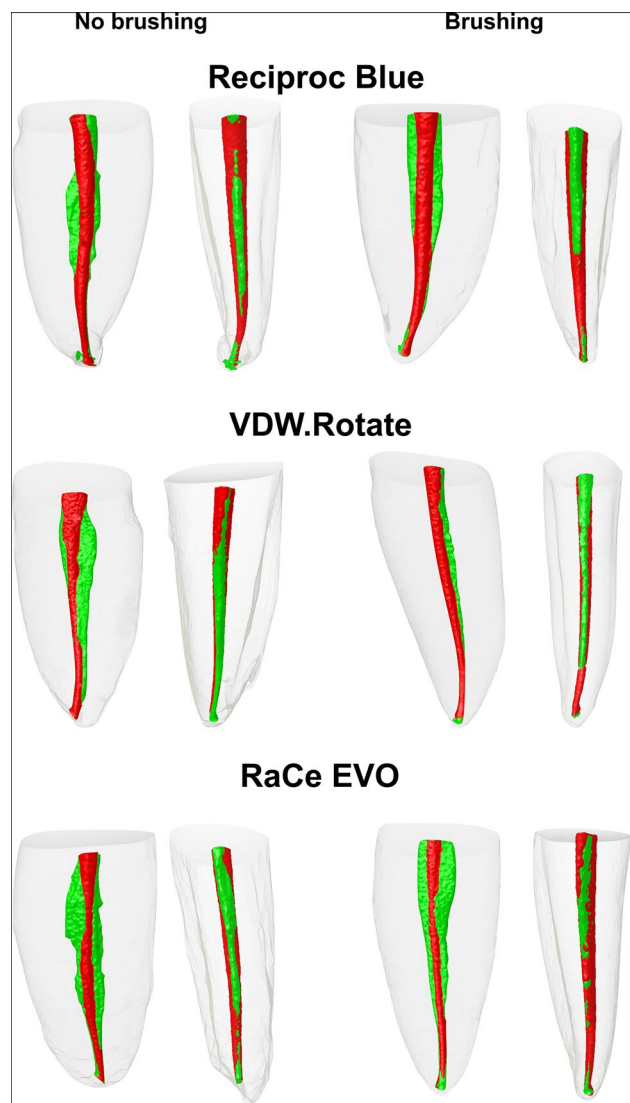 No brushing
Brushing
Reciproc Blue
VDW.Rotate
RaCe EVO